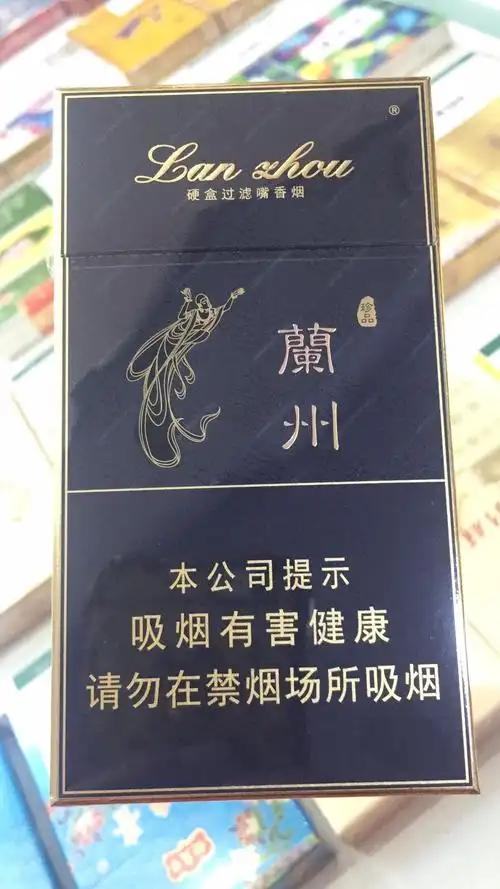 ®
Lan zhou
硬盒过滤嘴香烟
珍品
蘭州
本公司提示
吸烟有害健康
请勿在禁烟场所吸烟